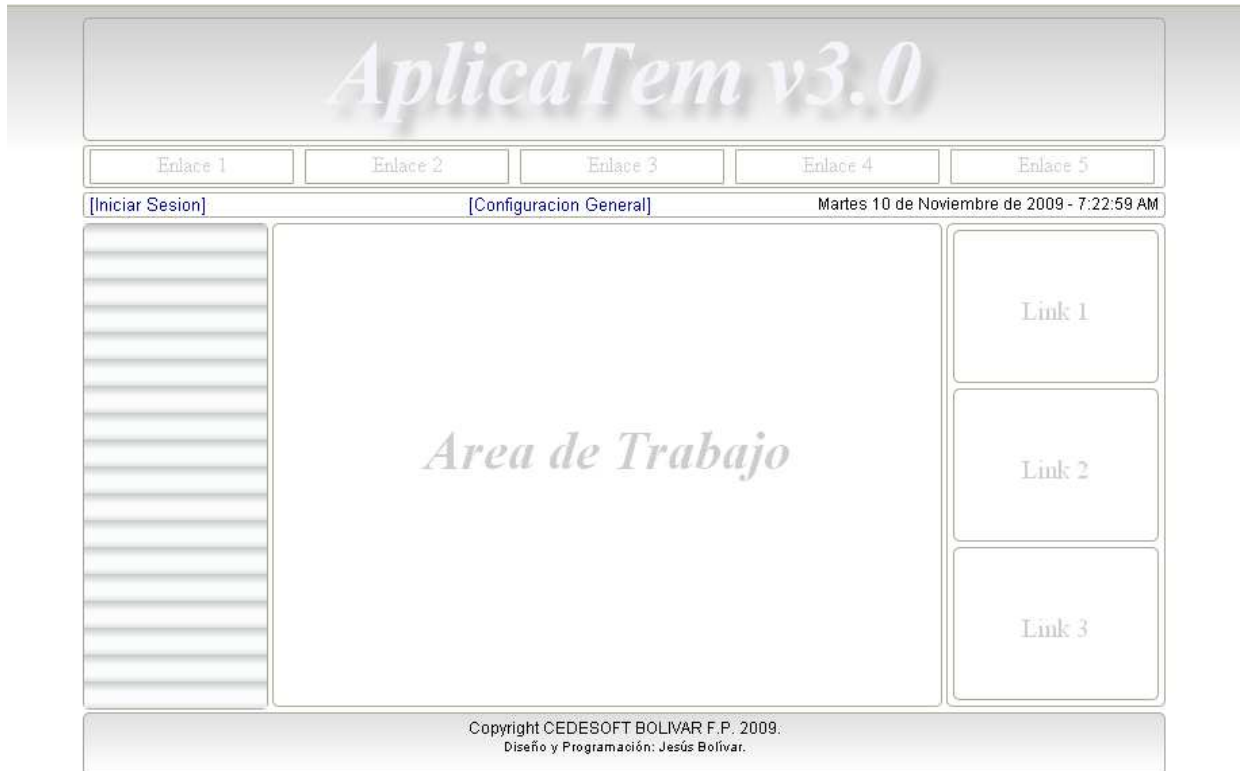 AplicaTem v3.0
Enlace 1 Enlace 2 Enlace 3 Enlace 4 Enlace 5
[Iniciar Sesion] [Configuracion General] Martes 10 de Noviembre de 2009 - 7:22:59 AM
Link 1
Area de Trabajo
Link 2
Link 3
Copyright CEDESOFT BOLIVAR F.P. 2009.
Diseño y Programación: Jesús Bolívar.